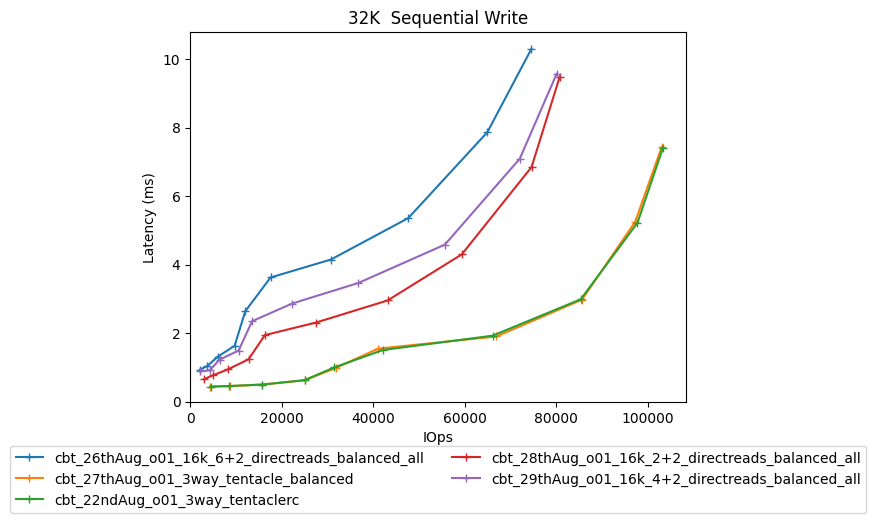 32K  Sequential Write
Latency (ms)
10
8
6
4
2
0
0 20000 40000 60000 80000 100000
IOps
cbt_26thAug_o01_16k_6+2_directreads_balanced_all
cbt_27thAug_o01_3way_tentacle_balanced
cbt_22ndAug_o01_3way_tentaclerc
cbt_28thAug_o01_16k_2+2_directreads_balanced_all
cbt_29thAug_o01_16k_4+2_directreads_balanced_all